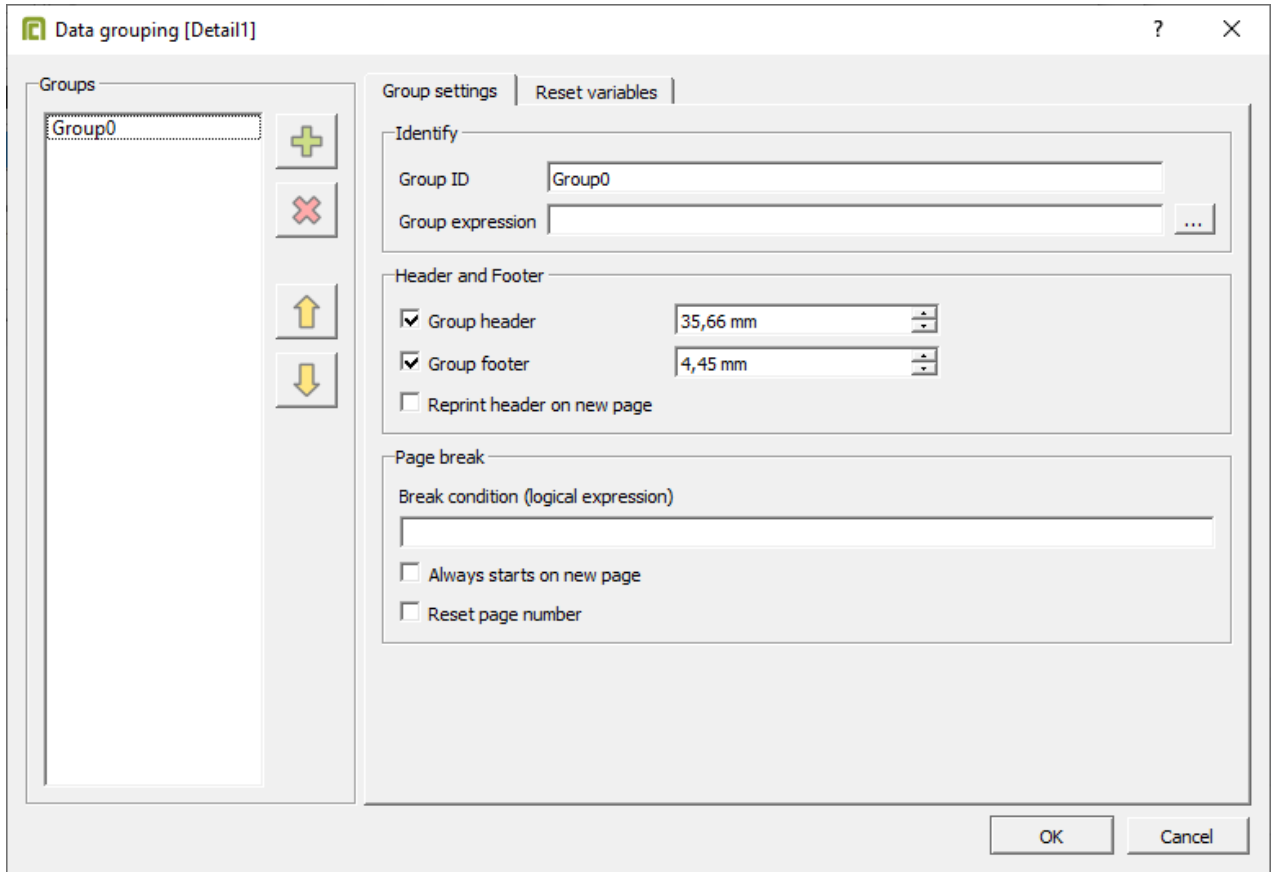 Data grouping [Detail1]
?
Groups
Group0
Group settings
Reset variables
Identify
Group ID
Group0
Group expression
...
Header and Footer
Group header
35,66 mm
Group footer
4,45 mm
Reprint header on new page
Page break
Break condition (logical expression)
Always starts on new page
Reset page number
OK
Cancel